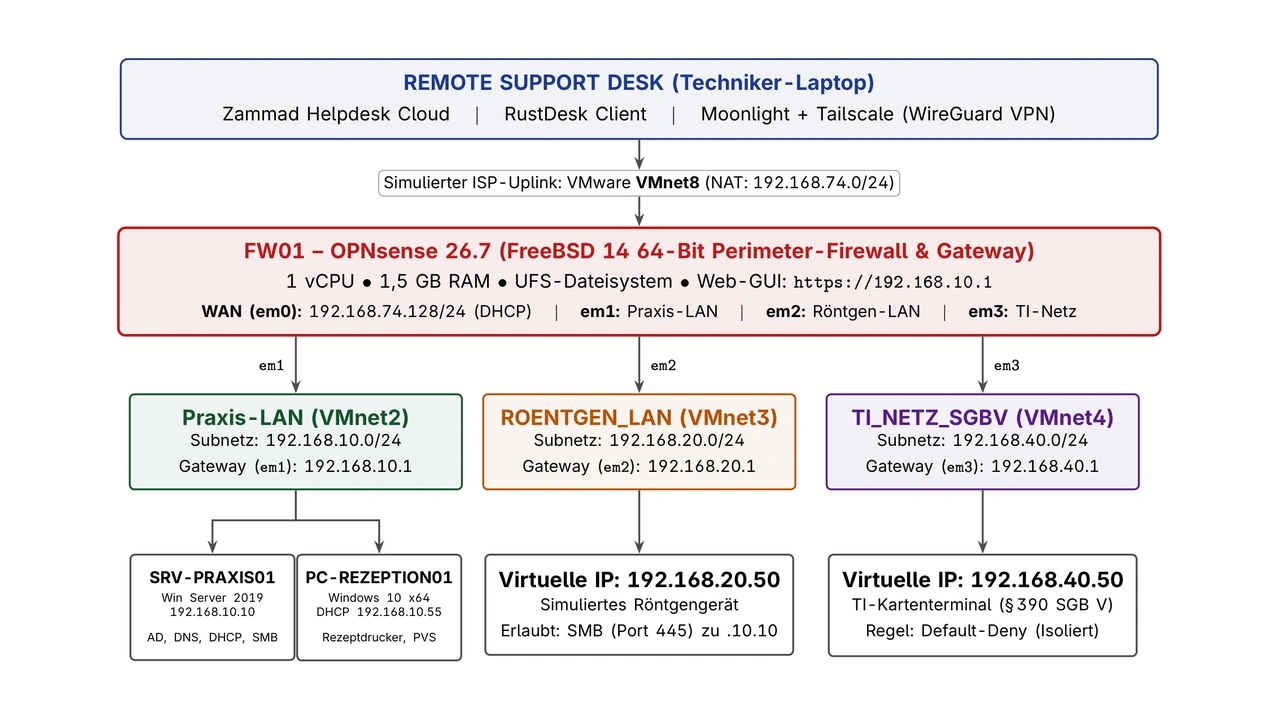 REMOTE SUPPORT DESK (Techniker-Laptop)
Zammad Helpdesk Cloud | RustDesk Client | Moonlight + Tailscale (WireGuard VPN)
Simulierter ISP-Uplink: VMware VMnet8 (NAT: 192.168.74.0/24)
FW01 – OPNsense 26.7 (FreeBSD 14 64-Bit Perimeter-Firewall & Gateway)
1 vCPU • 1,5 GB RAM • UFS-Dateisystem • Web-GUI: https://192.168.10.1
WAN (em0): 192.168.74.128/24 (DHCP) | em1: Praxis-LAN | em2: Röntgen-LAN | em3: TI-Netz
em1
em2
em3
Praxis-LAN (VMnet2)
Subnetz: 192.168.10.0/24
Gateway (em1): 192.168.10.1
ROENTGEN_LAN (VMnet3)
Subnetz: 192.168.20.0/24
Gateway (em2): 192.168.20.1
TI_NETZ_SGBV (VMnet4)
Subnetz: 192.168.40.0/24
Gateway (em3): 192.168.40.1
SRV-PRAXIS01
Win Server 2019
192.168.10.10
AD, DNS, DHCP, SMB
PC-REZEPTION01
Windows 10 x64
DHCP 192.168.10.55
Rezeptdrucker, PVS
Virtuelle IP: 192.168.20.50
Simuliertes Röntgengerät
Erlaubt: SMB (Port 445) zu .10.10
Virtuelle IP: 192.168.40.50
TI-Kartenterminal (§ 390 SGB V)
Regel: Default-Deny (Isoliert)